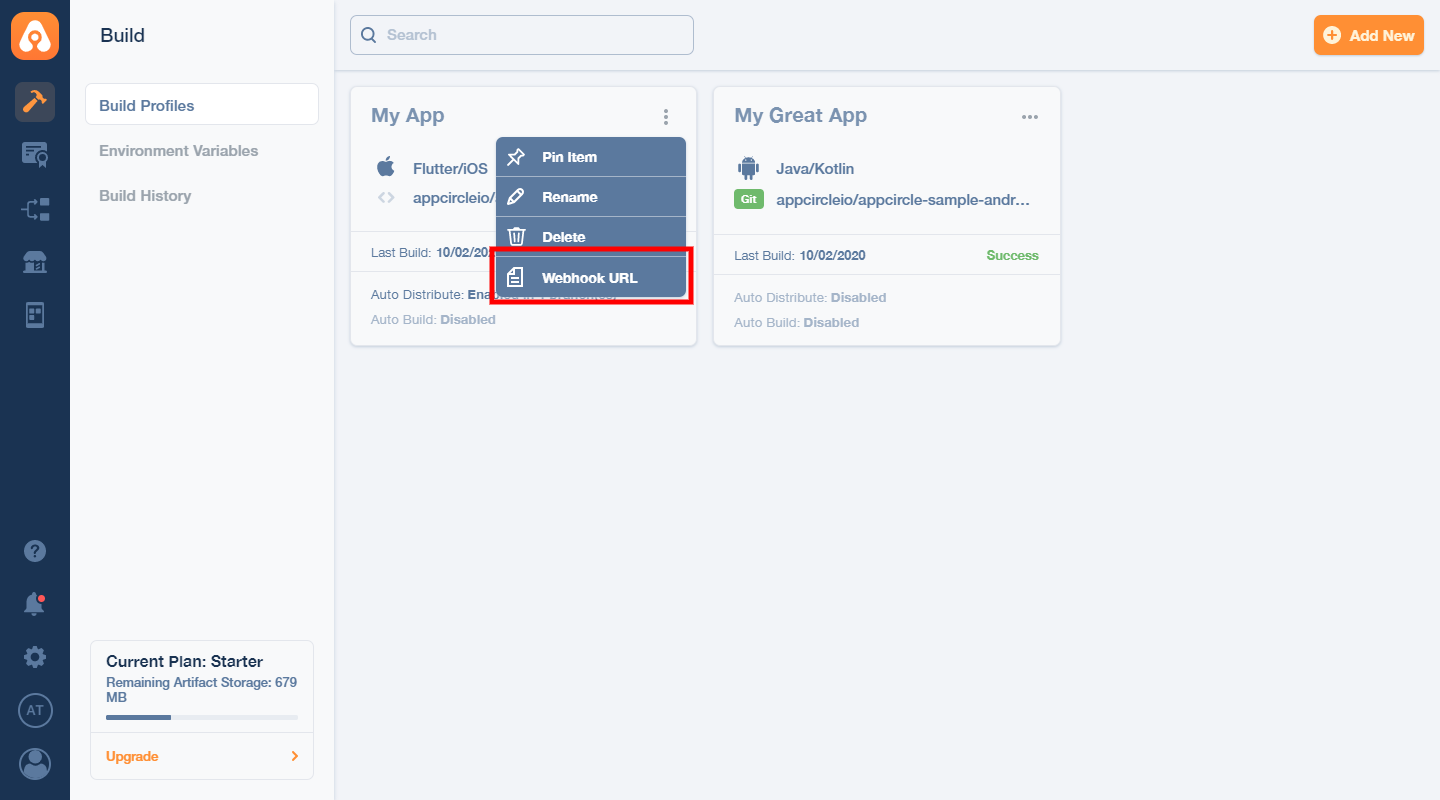 Build
Search
Add New
Build Profiles
Environment Variables
Build History
My App
Pin Item
Rename
Delete
Webhook URL
Flutter/iOS
appcircleio/
Last Build: 10/02/202
Auto Distribute:
Auto Build: Disabled
My Great App
Java/Kotlin
Git
appcircleio/appcircle-sample-andr...
Last Build: 10/02/2020
Success
Auto Distribute: Disabled
Auto Build: Disabled
Current Plan: Starter
Remaining Artifact Storage: 679
MB
Upgrade
AT